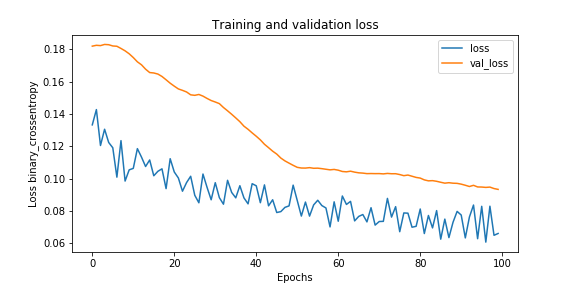 Training and validation loss
loss
val_loss
0.18
0.16
0.14
0.12
0.10
0.08
0.06
Loss binary_crossentropy
0
20
40
60
80
100
Epochs